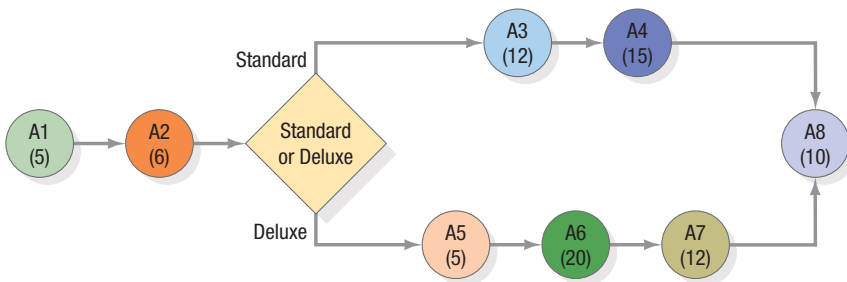 A1
(5)
A2
(6)
Standard
or Deluxe
Standard
A3
(12)
A4
(15)
Deluxe
A5
(5)
A6
(20)
A7
(12)
A8
(10)